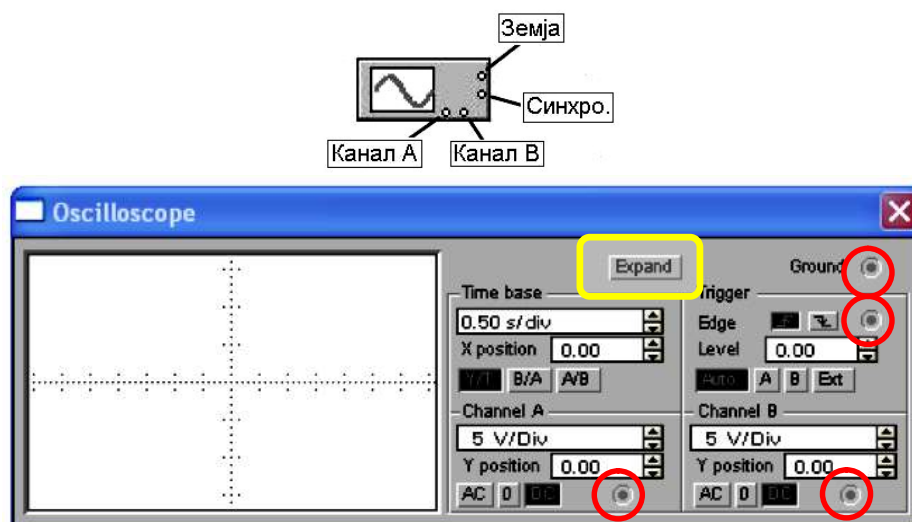 Земја
Синхро.
Канал A
Канал B
Oscilloscope
Expand
Ground
Time base
0.50 s/div
X position 0.00
Y/T B/A A/B
Trigger
Edge
Level 0.00
Auto A B Ext
Channel A
5 V/Div
Y position 0.00
AC 0 DC
Channel B
5 V/Div
Y position 0.00
AC 0 DC